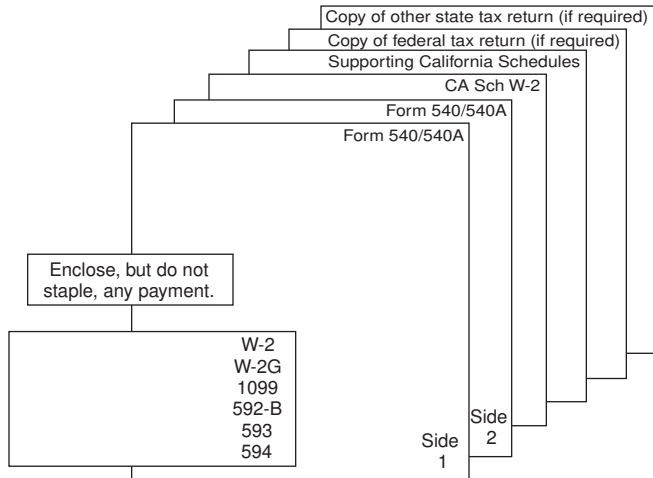 Copy of other state tax return (if required)
Copy of federal tax return (if required)
Supporting California Schedules
CA Sch W-2
Form 540/540A
Form 540/540A
Enclose, but do not
staple, any payment.
W-2
W-2G
1099
592-B
593
594
Side
1
Side
2